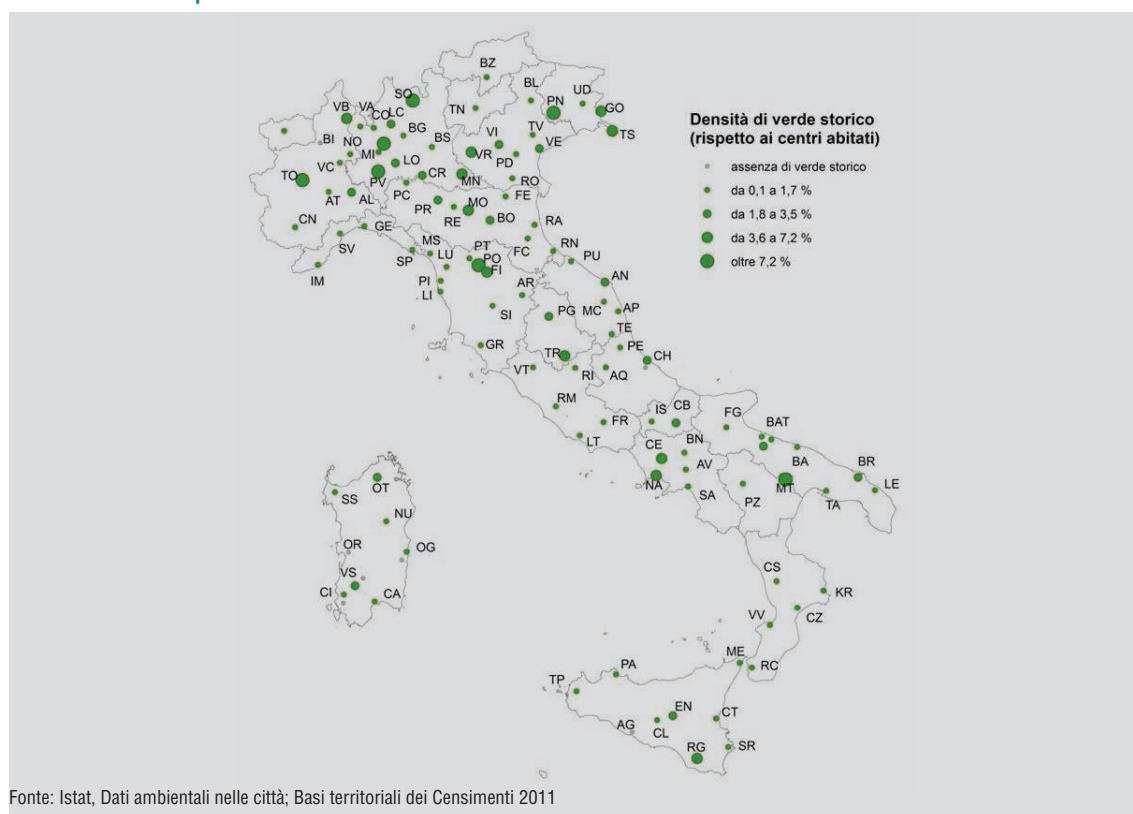 BZ
BL
UD
SO
TN
PN
GO
VB
VA
CO
LC
TS
BG
VI
TV
BI
NO
BS
VE
MI
VR
PD
VC
LO
TO
CR
MN
RO
PV
PC
FE
AT
AL
MO
PR
RE
BO
RA
CN
GE
MS
PT
FC
RN
SV
LU
PO
PU
SP
FI
IM
AN
PI
AR
LI
MC
AP
SI
PG
TE
GR
PE
TR
CH
VT
RI
AQ
RM
IS
CB
FG
FR
BAT
LT
BN
CE
BA
BR
AV
NA
MT
LE
SA
PZ
TA
OT
SS
NU
OR
OG
VS
CS
CI
CA
KR
CZ
VV
ME
PA
RC
TP
EN
CT
AG
CL
RG
SR
Densità di verde storico
(rispetto ai centri abitati)
assenza di verde storico
da 0,1 a 1,7 %
da 1,8 a 3,5 %
da 3,6 a 7,2 %
oltre 7,2 %
Fonte: Istat, Dati ambientali nelle città; Basi territoriali dei Censimenti 2011